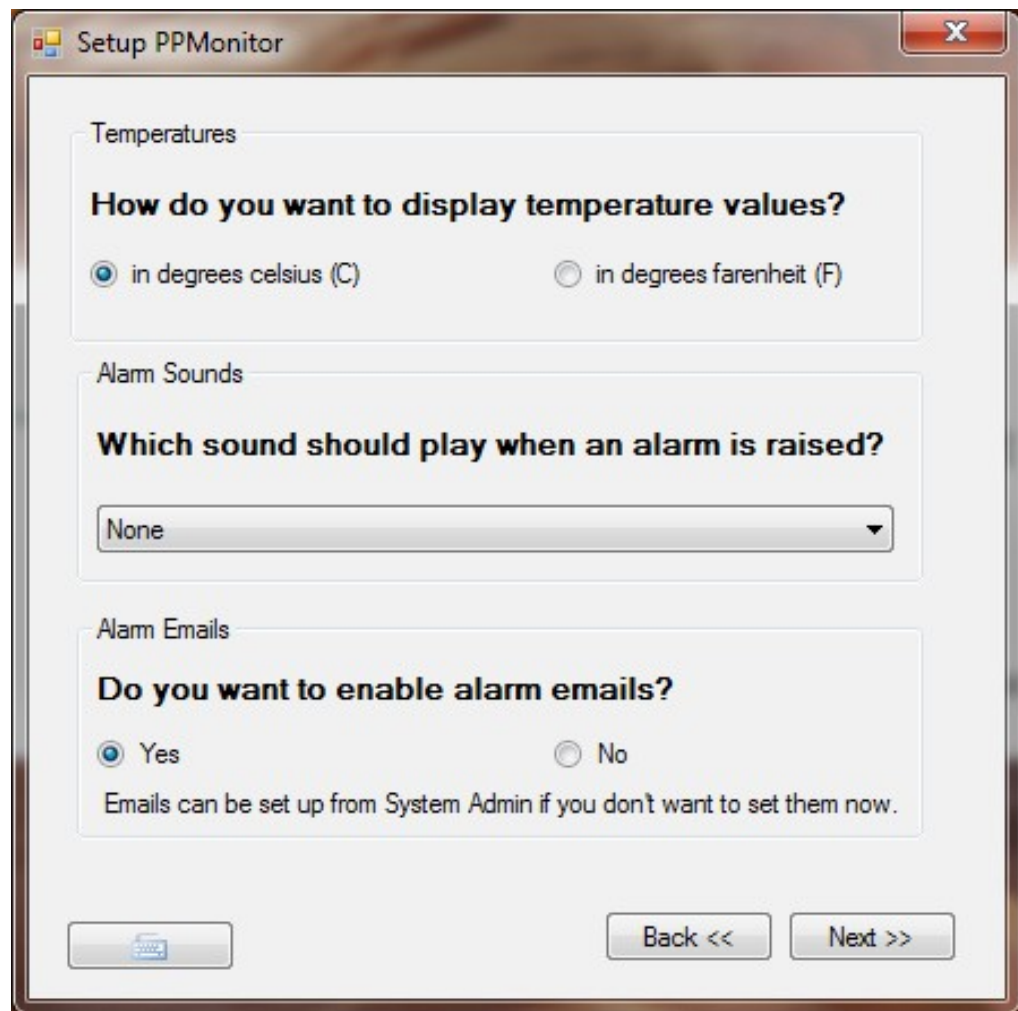 Setup PPMonitor
Temperatures
How do you want to display temperature values?
in degrees celsius (C)
in degrees farenheit (F)
Alarm Sounds
Which sound should play when an alarm is raised?
None
Alarm Emails
Do you want to enable alarm emails?
Yes
No
Emails can be set up from System Admin if you don't want to set them now.
Back <<
Next >>